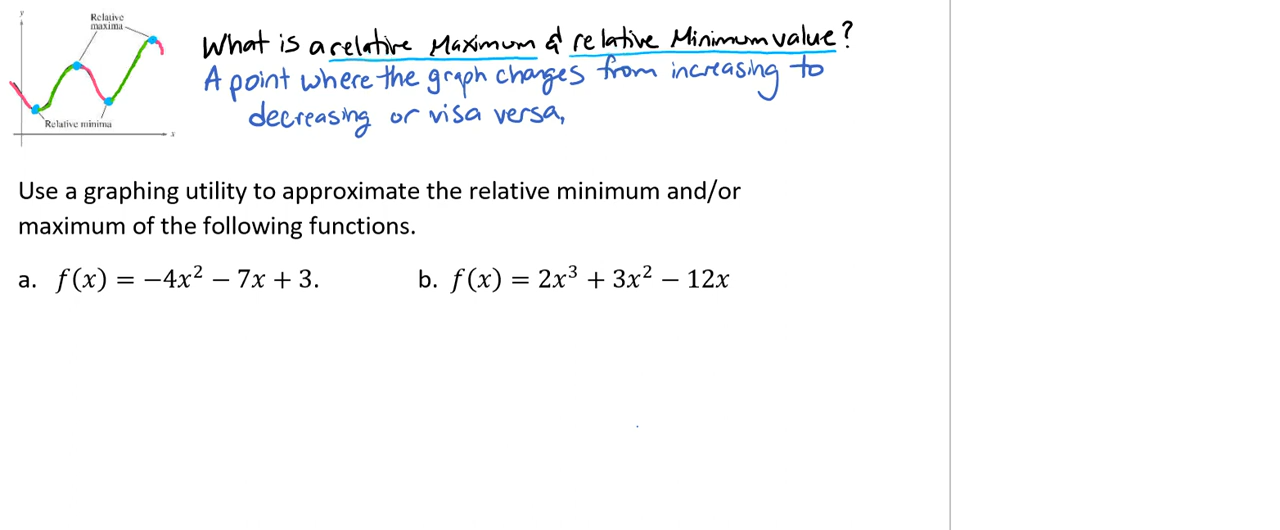 y
Relative
maxima
What is a relative Maximum & relative Minimum value?
A point where the graph changes from increasing to
decreasing or visa versa,
Relative minima
x
Use a graphing utility to approximate the relative minimum and/or
maximum of the following functions.
a. f(x) = −4x² − 7x + 3.
b. f(x) = 2x³ + 3x² − 12x